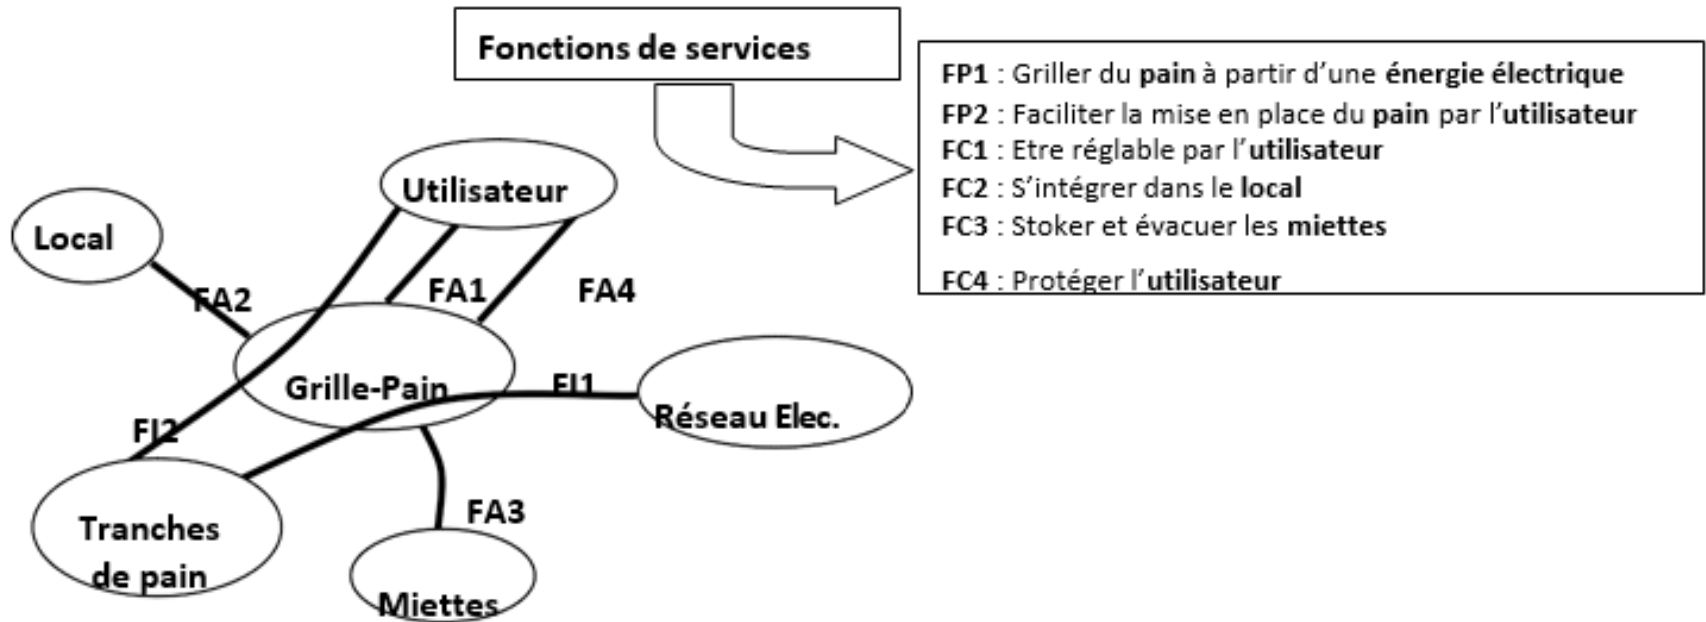 Fonctions de services
FP1 : Griller du pain à partir d'une énergie électrique
FP2 : Faciliter la mise en place du pain par l'utilisateur
FC1 : Etre réglable par l'utilisateur
FC2 : S'intégrer dans le local
FC3 : Stoker et évacuer les miettes
FC4 : Protéger l'utilisateur
Utilisateur
Local
FA2
FA1
FA4
Grille-Pain
FI1
Réseau Elec.
FI2
Tranches
de pain
FA3
Miettes